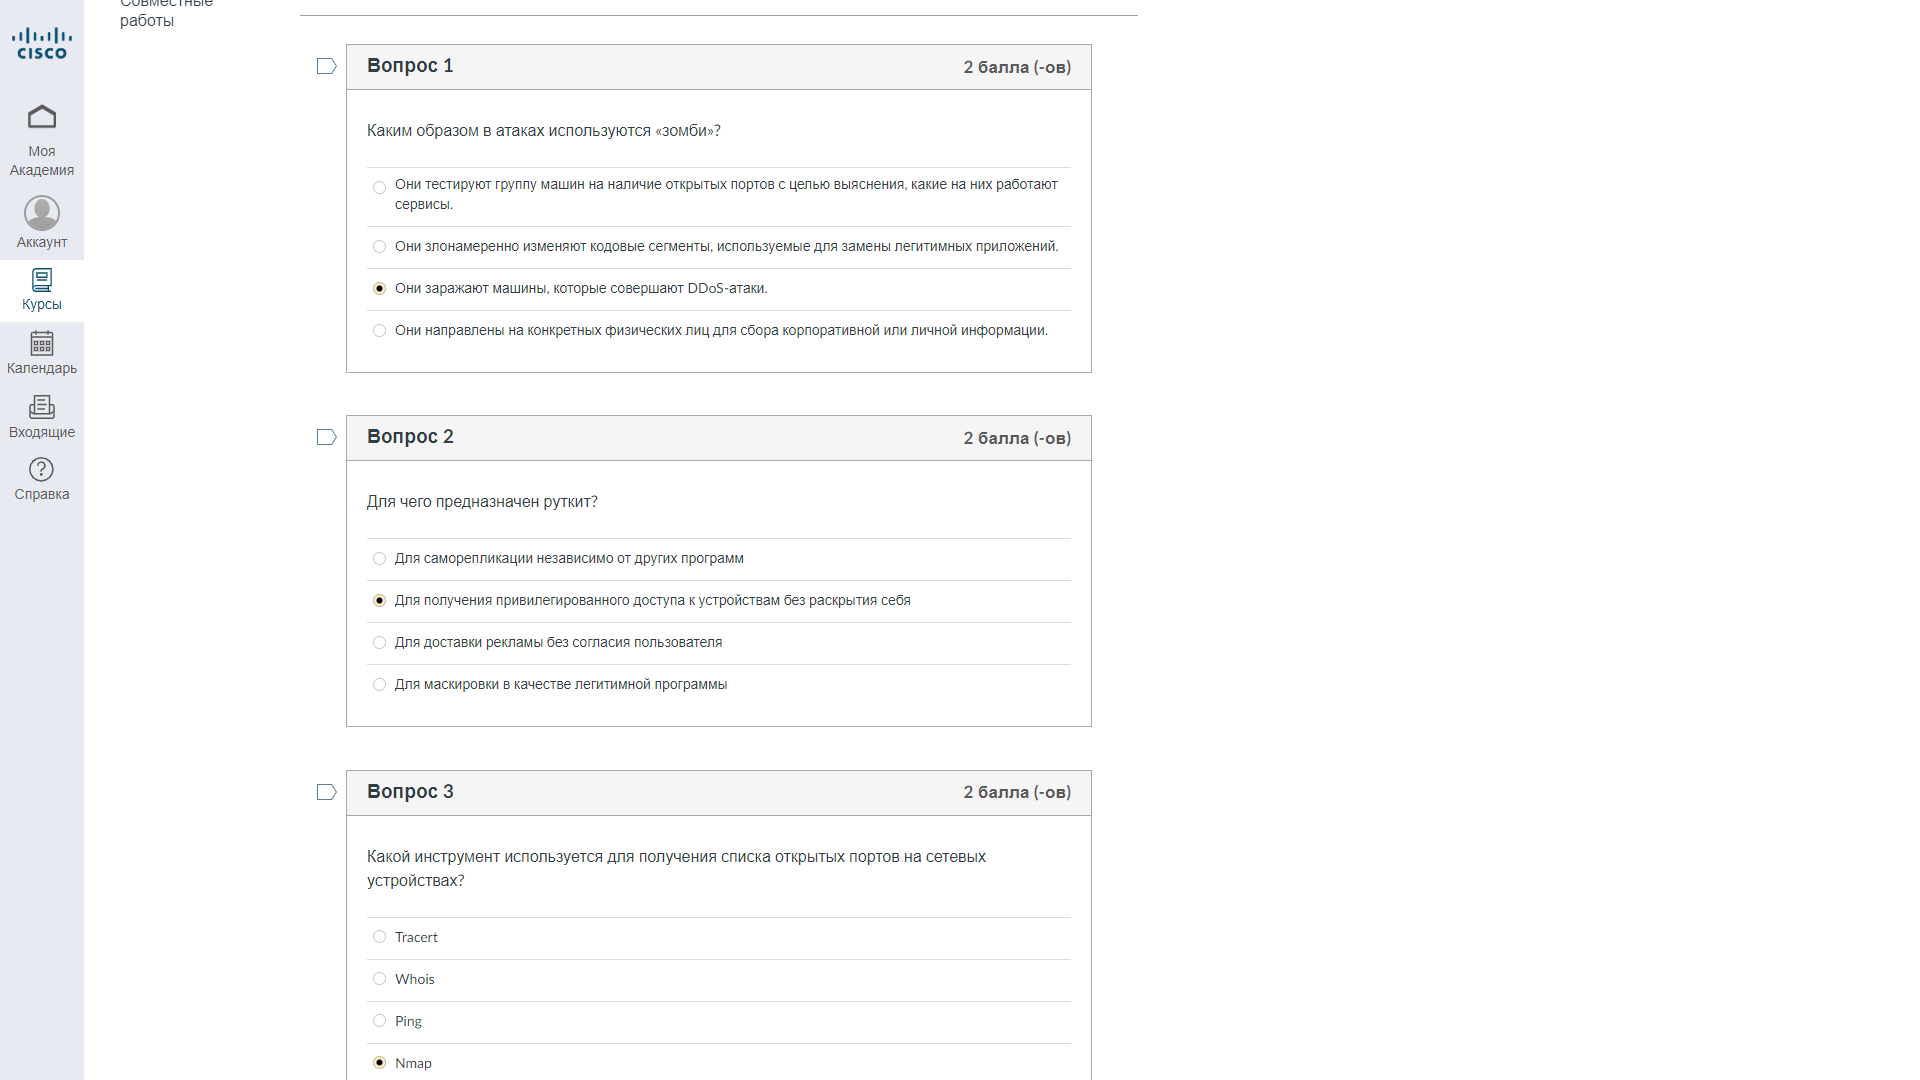 Совместные
работы
CISCO
Моя
Академия
Аккаунт
Курсы
Календарь
Входящие
Справка
Вопрос 1
2 балла (-ов)
Каким образом в атаках используются «зомби»?
Они тестируют группу машин на наличие открытых портов с целью выяснения, какие на них работают
сервисы.
Они злонамеренно изменяют кодовые сегменты, используемые для замены легитимных приложений.
Они заражают машины, которые совершают DDoS-атаки.
Они направлены на конкретных физических лиц для сбора корпоративной или личной информации.
Вопрос 2
2 балла (-ов)
Для чего предназначен руткит?
Для саморепликации независимо от других программ
Для получения привилегированного доступа к устройствам без раскрытия себя
Для доставки рекламы без согласия пользователя
Для маскировки в качестве легитимной программы
Вопрос 3
2 балла (-ов)
Какой инструмент используется для получения списка открытых портов на сетевых
устройствах?
Tracert
Whois
Ping
Nmap